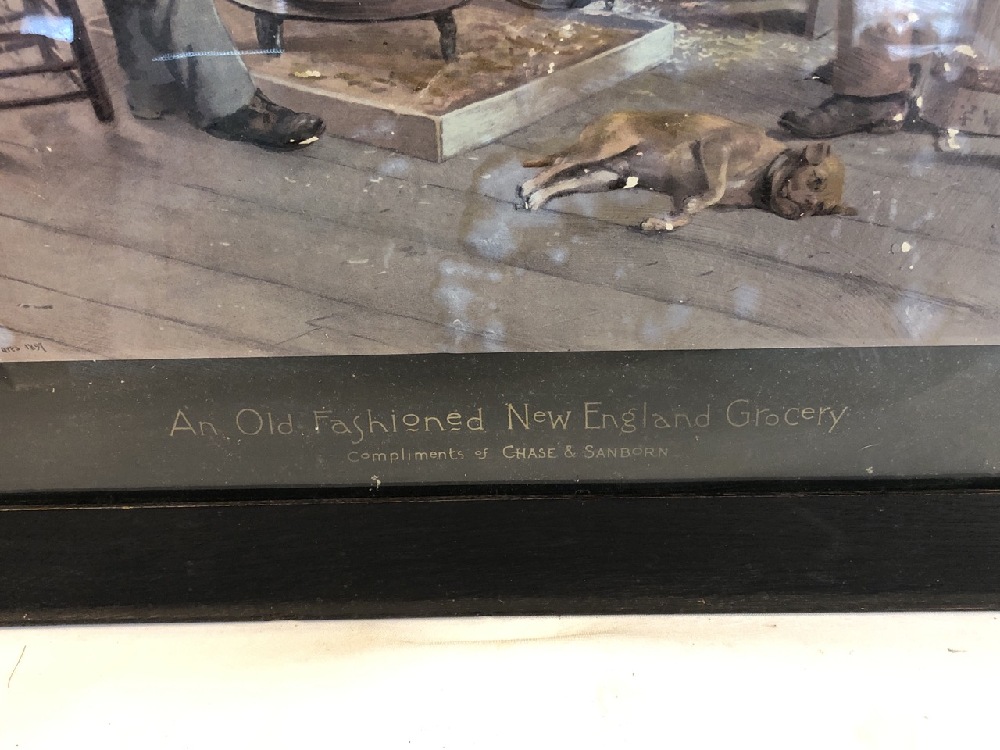 An Old Fashioned New England Grocery
Compliments of CHASE & SANBORN